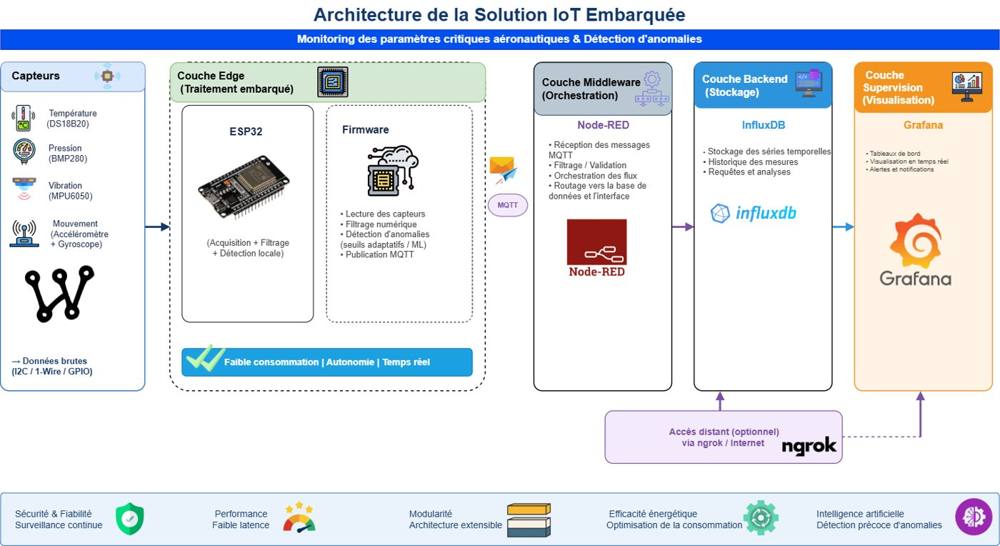 Architecture de la Solution IoT Embarquée
Monitoring des paramètres critiques aéronautiques & Détection d'anomalies
Capteurs
Température
(DS18B20)
Pression
(BMP280)
Vibration
(MPU6050)
Mouvement
(Accéléromètre
+ Gyroscope)
→ Données brutes
(I2C / 1-Wire / GPIO)
Couche Edge
(Traitement embarqué)
ESP32
(Acquisition + Filtrage
+ Détection locale)
Firmware
• Lecture des capteurs
• Filtrage numérique
• Détection d'anomalies
(seuils adaptatifs / ML)
• Publication MQTT
Faible consommation | Autonomie | Temps réel
MQTT
Couche Middleware
(Orchestration)
Node-RED
• Réception des messages
MQTT
• Filtrage / Validation
• Orchestration des flux
• Routage vers la base de
données et l'interface
Node-RED
Couche Backend
(Stockage)
InfluxDB
• Stockage des séries temporelles
• Historique des mesures
• Requêtes et analyses
influxdb
Couche
Supervision
(Visualisation)
Grafana
• Tableaux de bord
• Visualisation en temps réel
• Alertes et notifications
Grafana
Accès distant (optionnel)
via ngrok / Internet
ngrok
Sécurité & Fiabilité
Surveillance continue
Performance
Faible latence
Modularité
Architecture extensible
Efficacité énergétique
Optimisation de la consommation
Intelligence artificielle
Détection précoce d'anomalies